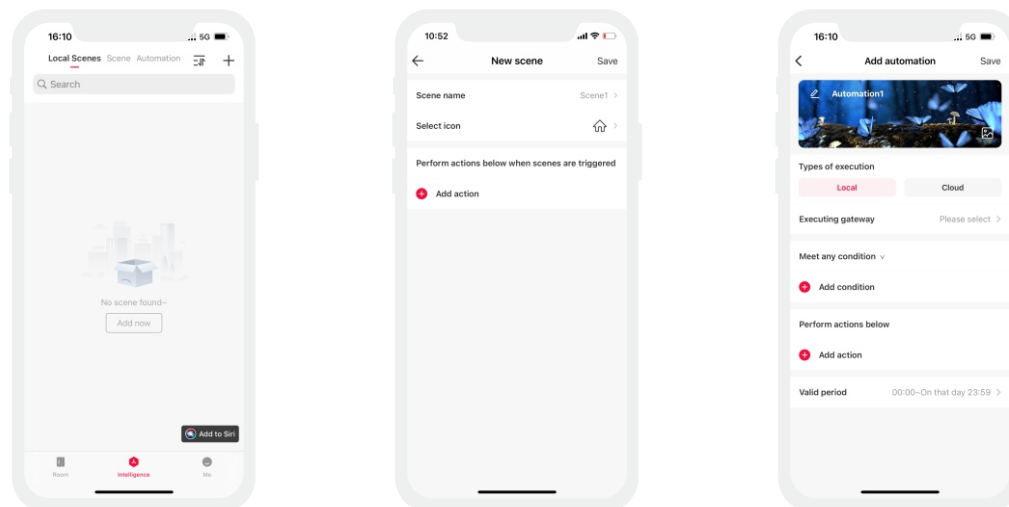 16:10
5G
Local Scenes Scene Automation
Search
No scene found~
Add now
Add to Siri
Room Intelligence Me
10:52
New scene Save
Scene name Scene1
Select icon
Perform actions below when scenes are triggered
Add action
16:10
5G
Add automation Save
Automation1
Types of execution
Local Cloud
Executing gateway Please select
Meet any condition
Add condition
Perform actions below
Add action
Valid period 00:00~On that day 23:59